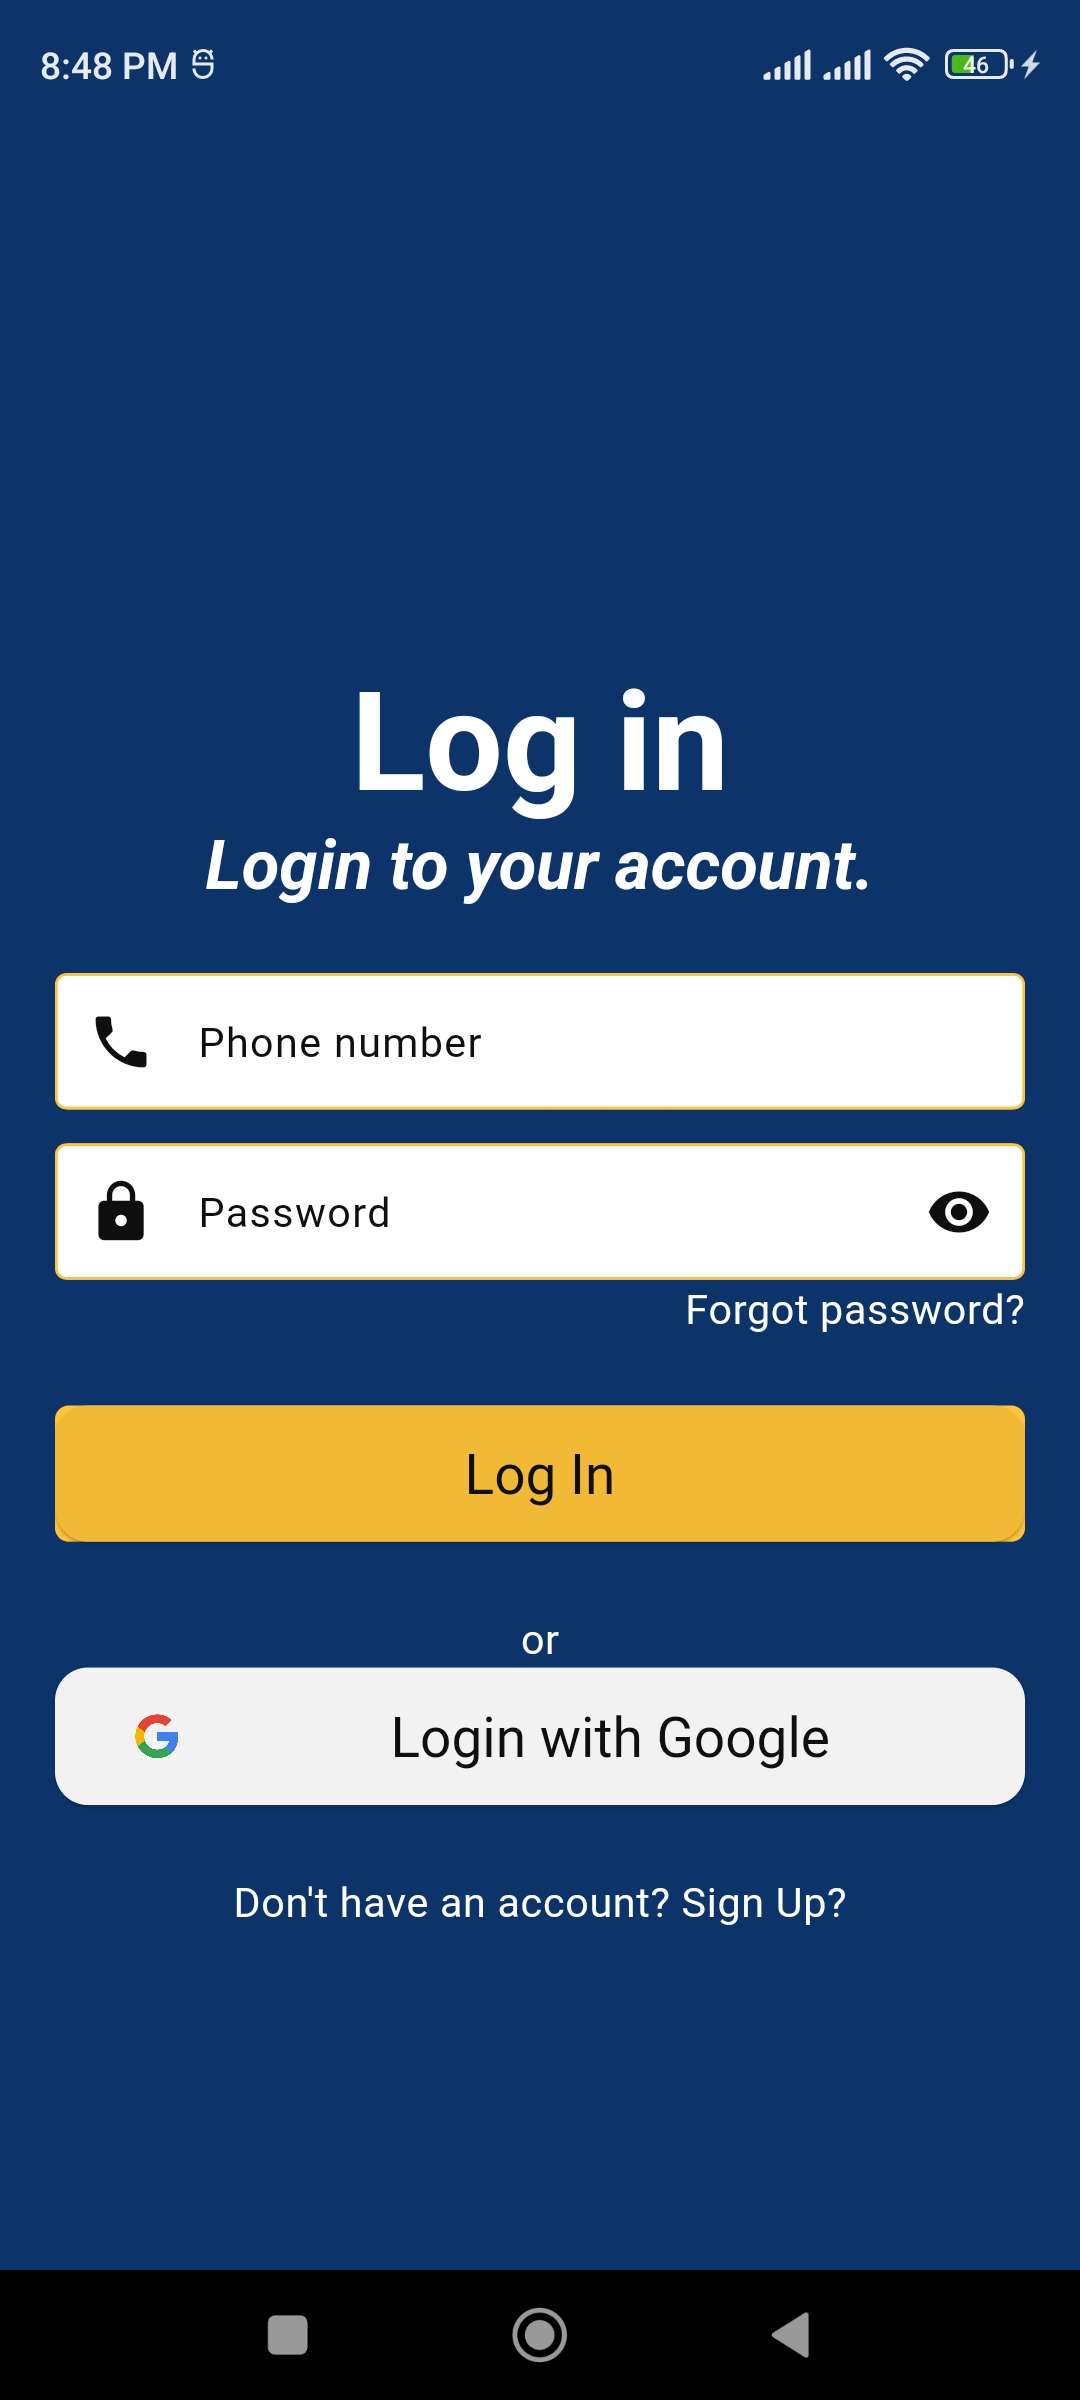 8:48 PM
46
Log in
Login to your account.
Phone number
Password
Forgot password?
Log In
or
Login with Google
Don't have an account? Sign Up?